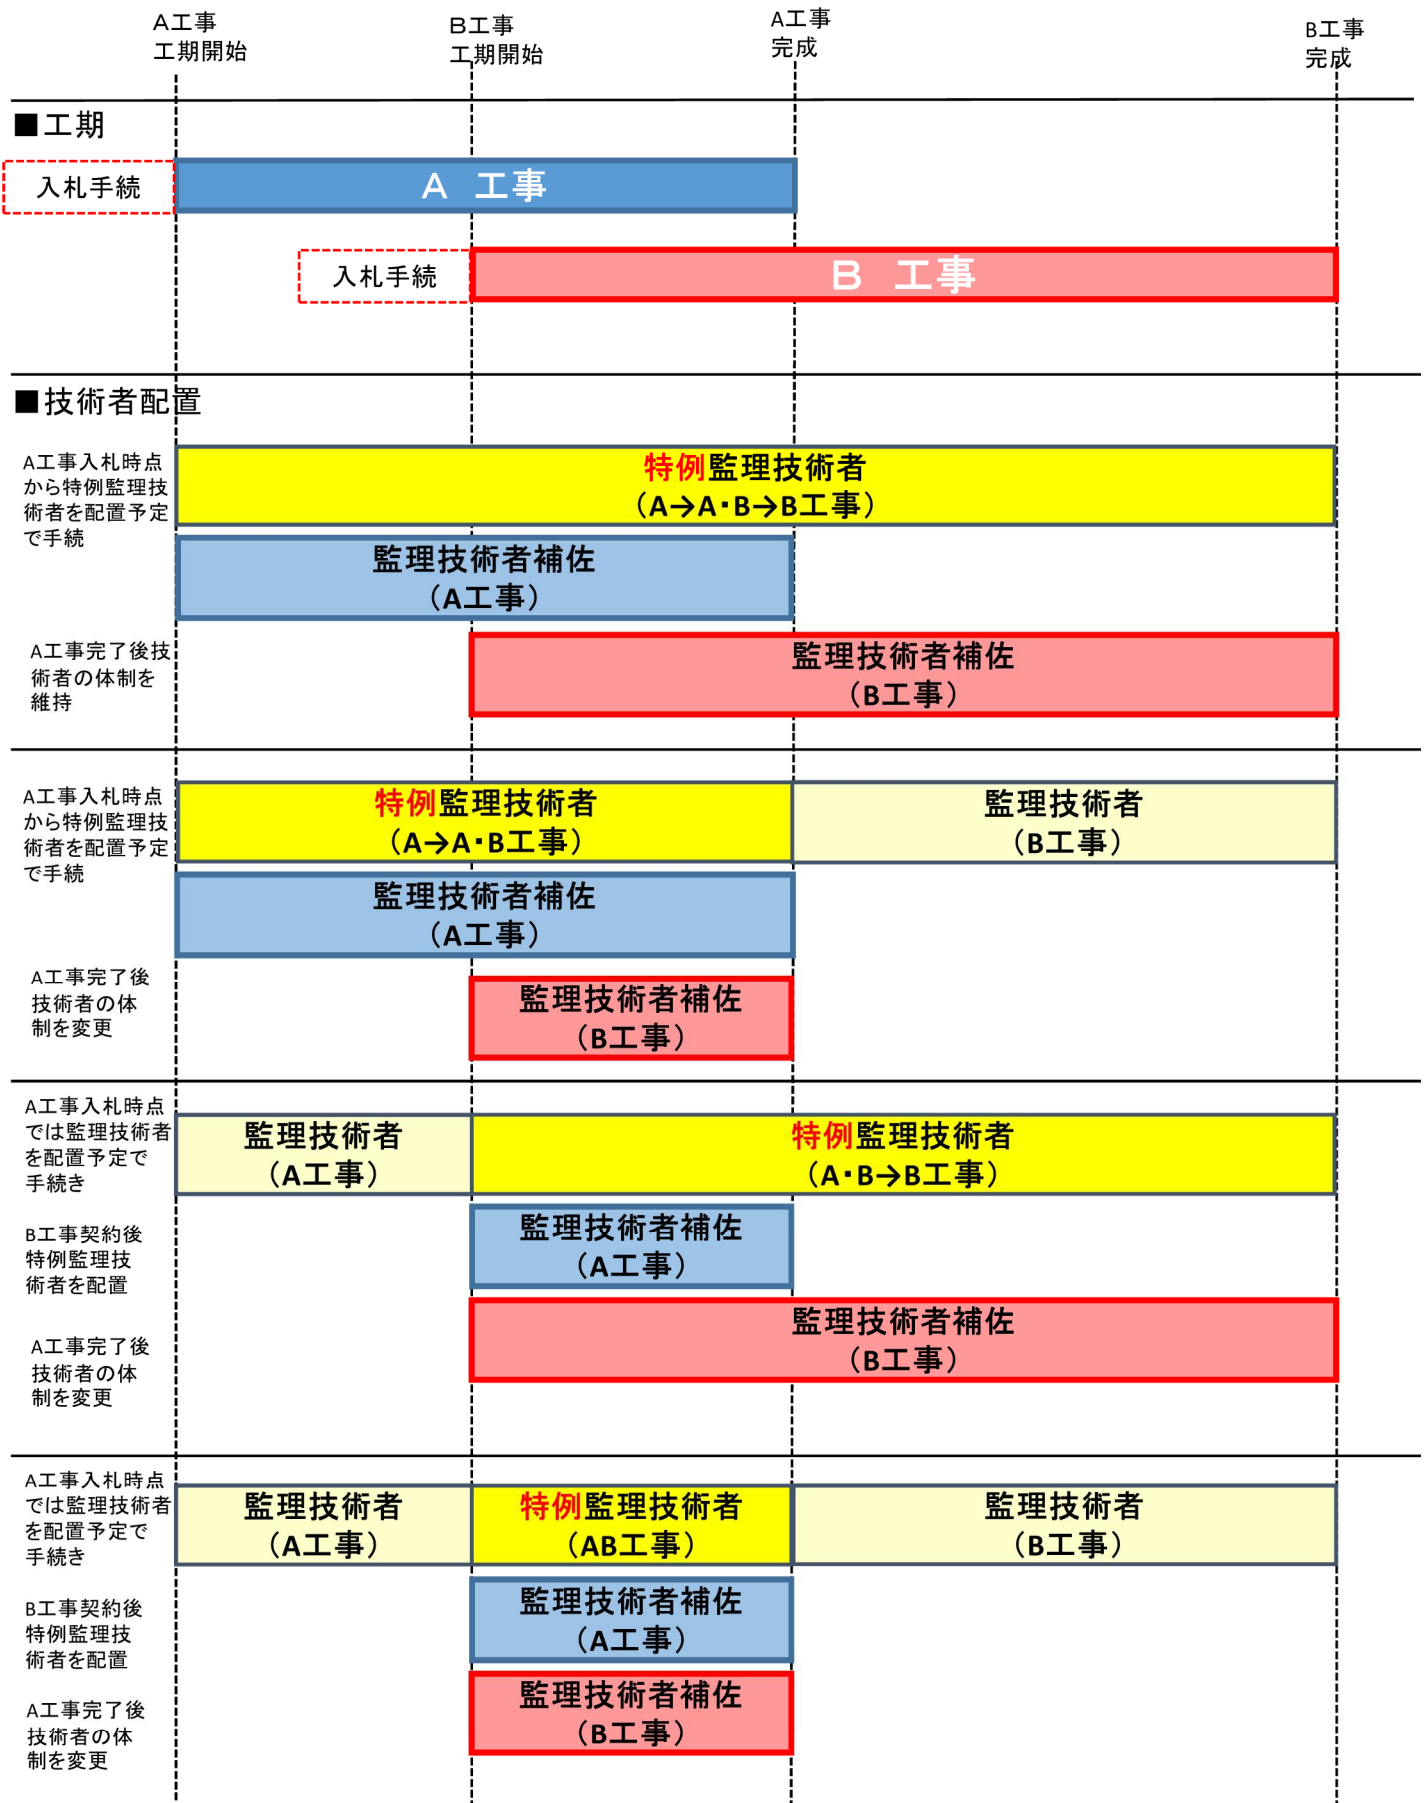 A工事
工期開始
B工事
工期開始
A工事
完成
B工事
完成
■工期
入札手続
A　工事
入札手続
B　工事
■技術者配置
A工事入札時点
から特例監理技
術者を配置予定
で手続
特例監理技術者
（A→A・B→B工事）
監理技術者補佐
（A工事）
A工事完了後技
術者の体制を
維持
監理技術者補佐
（B工事）
A工事入札時点
から特例監理技
術者を配置予定
で手続
特例監理技術者
（A→A・B工事）
監理技術者
（B工事）
監理技術者補佐
（A工事）
A工事完了後
技術者の体
制を変更
監理技術者補佐
（B工事）
A工事入札時点
では監理技術者
を配置予定で
手続き
監理技術者
（A工事）
特例監理技術者
（A・B→B工事）
B工事契約後
特例監理技
術者を配置
監理技術者補佐
（A工事）
監理技術者補佐
（B工事）
A工事完了後
技術者の体
制を変更
A工事入札時点
では監理技術者
を配置予定で
手続き
監理技術者
（A工事）
特例監理技術者
（AB工事）
監理技術者
（B工事）
B工事契約後
特例監理技
術者を配置
監理技術者補佐
（A工事）
監理技術者補佐
（B工事）
A工事完了後
技術者の体
制を変更